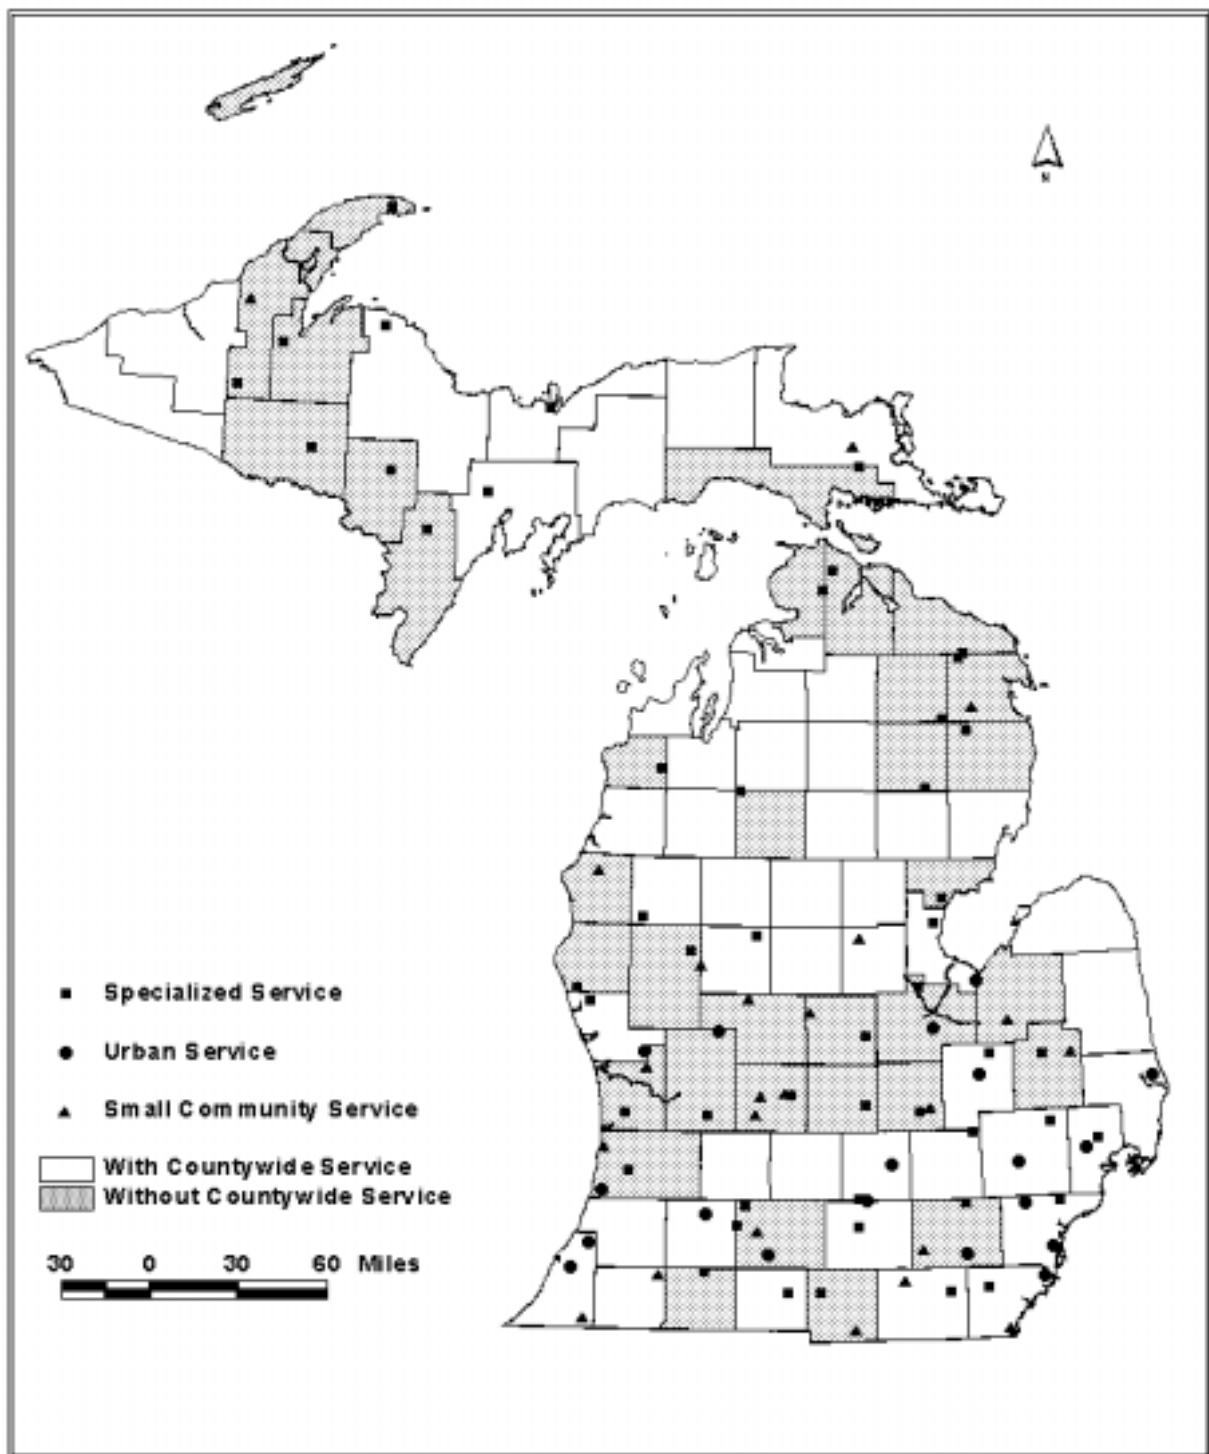 N
Specialized Service
Urban Service
Small Community Service
With Countywide Service
Without Countywide Service
30 0 30 60 Miles